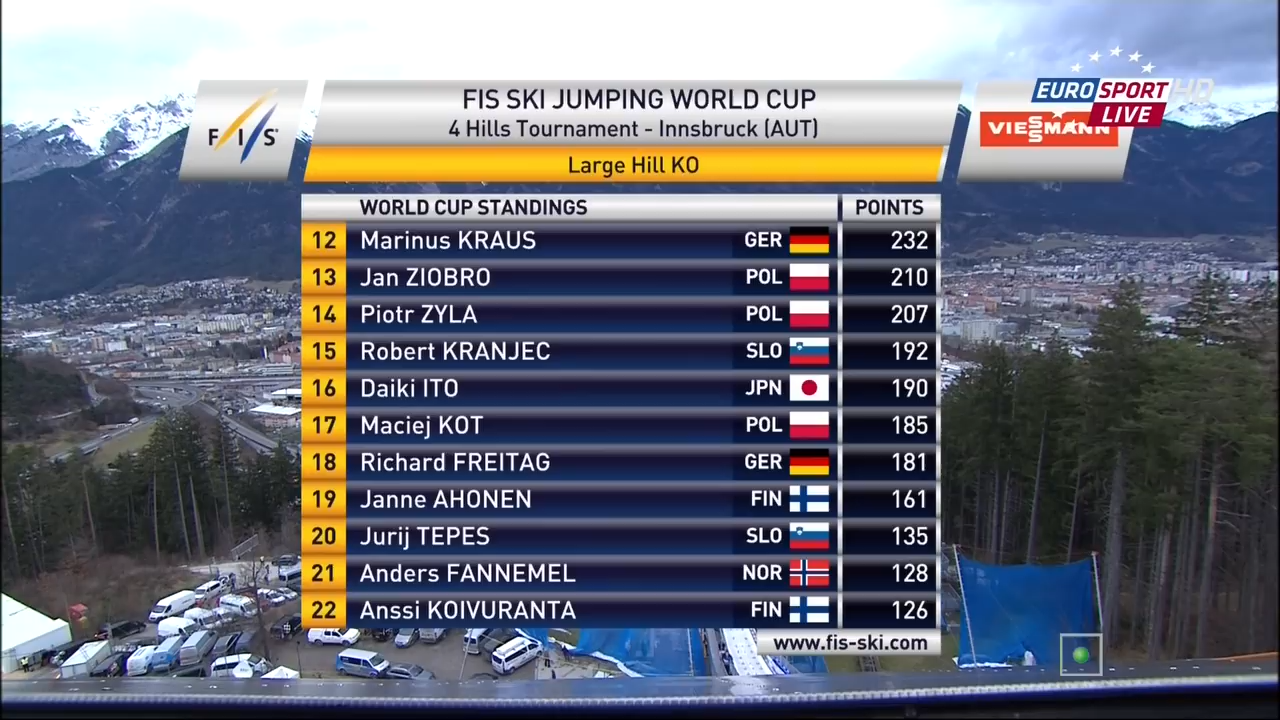 FIS
FIS SKI JUMPING WORLD CUP
4 Hills Tournament - Innsbruck (AUT)
Large Hill KO
EUROSPORT HD
LIVE
VIESSMANN
WORLD CUP STANDINGS POINTS
12 Marinus KRAUS GER 232
13 Jan ZIOBRO POL 210
14 Piotr ZYLA POL 207
15 Robert KRANJEC SLO 192
16 Daiki ITO JPN 190
17 Maciej KOT POL 185
18 Richard FREITAG GER 181
19 Janne AHONEN FIN 161
20 Jurij TEPES SLO 135
21 Anders FANNEMEL NOR 128
22 Anssi KOIVURANTA FIN 126
www.fis-ski.com